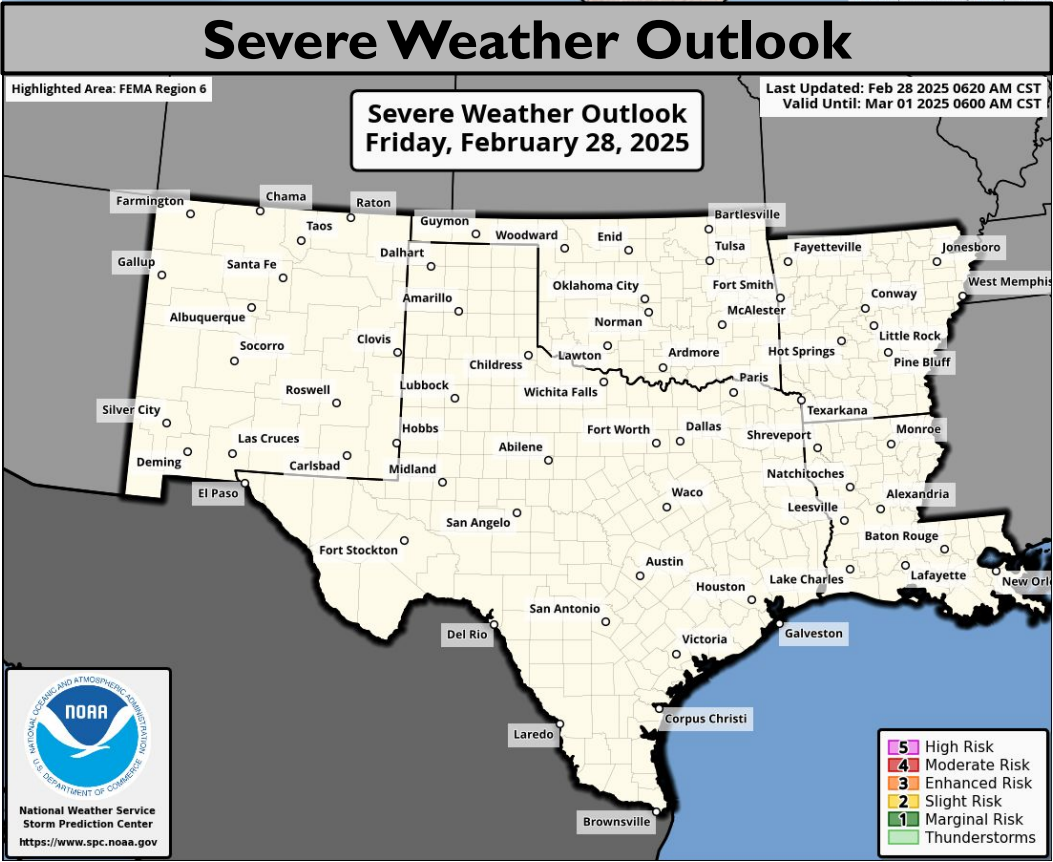 Severe Weather Outlook
Highlighted Area: FEMA Region 6
Last Updated: Feb 28 2025 0620 AM CST
Valid Until: Mar 01 2025 0600 AM CST
Severe Weather Outlook
Friday, February 28, 2025
Farmington
Chama
Raton
Taos
Guymon
Woodward
Enid
Bartlesville
Tulsa
Fayetteville
Jonesboro
Gallup
Santa Fe
Dalhart
Oklahoma City
Fort Smith
Conway
West Memphis
Albuquerque
Amarillo
Norman
McAlester
Little Rock
Socorro
Clovis
Childress
Lawton
Ardmore
Hot Springs
Pine Bluff
Roswell
Lubbock
Wichita Falls
Paris
Texarkana
Silver City
Las Cruces
Hobbs
Abilene
Fort Worth
Dallas
Shreveport
Monroe
Deming
Carlsbad
Midland
Natchitoches
El Paso
San Angelo
Waco
Leesville
Alexandria
Fort Stockton
Austin
Baton Rouge
Houston
Lake Charles
Lafayette
New Orl
Del Rio
San Antonio
Victoria
Galveston
Laredo
Corpus Christi
Brownsville
NATIONAL OCEANIC AND ATMOSPHERIC ADMINISTRATION
NOAA
U.S. DEPARTMENT OF COMMERCE
National Weather Service
Storm Prediction Center
https://www.spc.noaa.gov
5 High Risk
4 Moderate Risk
3 Enhanced Risk
2 Slight Risk
1 Marginal Risk
Thunderstorms